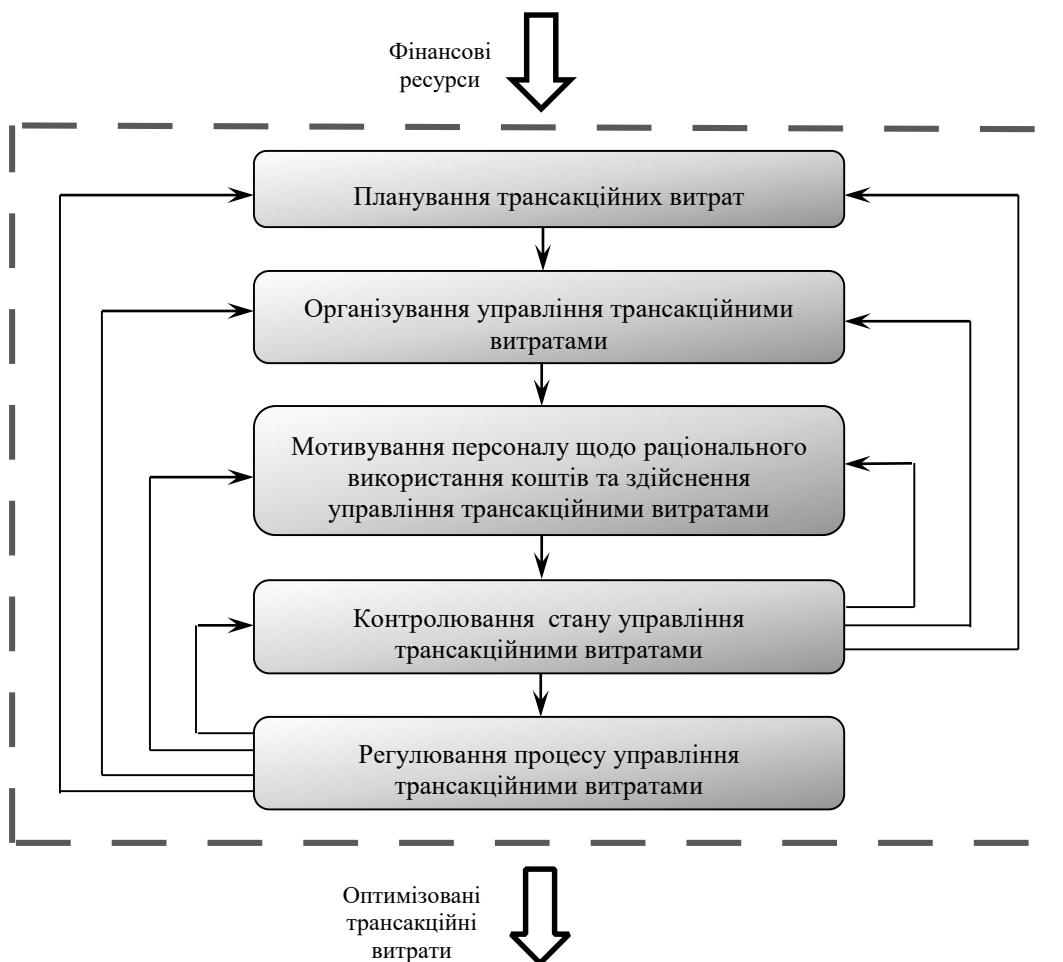 Фінансові
ресурси
Планування трансакційних витрат
Організування управління трансакційними
витратами
Мотивування персоналу щодо раціонального
використання коштів та здійснення
управління трансакційними витратами
Контролювання  стану управління
трансакційними витратами
Регулювання процесу управління
трансакційними витратами
Оптимізовані
трансакційні
витрати